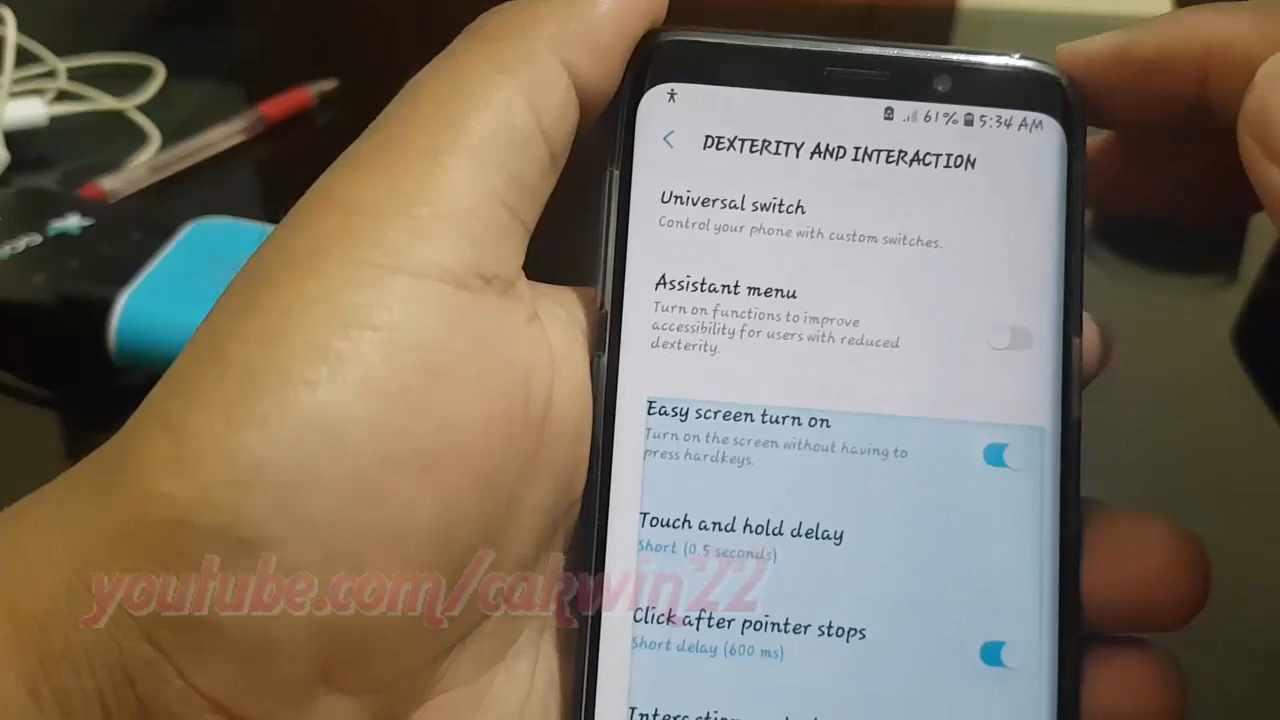 61% 5:34 AM
DEXTERITY AND INTERACTION
Universal switch
Control your phone with custom switches.
Assistant menu
Turn on functions to improve
accessibility for users with reduced
dexterity.
Easy screen turn on
Turn on the screen without having to
press hardkeys.
Touch and hold delay
Short (0.5 seconds)
youtube.com/cakwin22
Click after pointer stops
Short delay (600 ms)